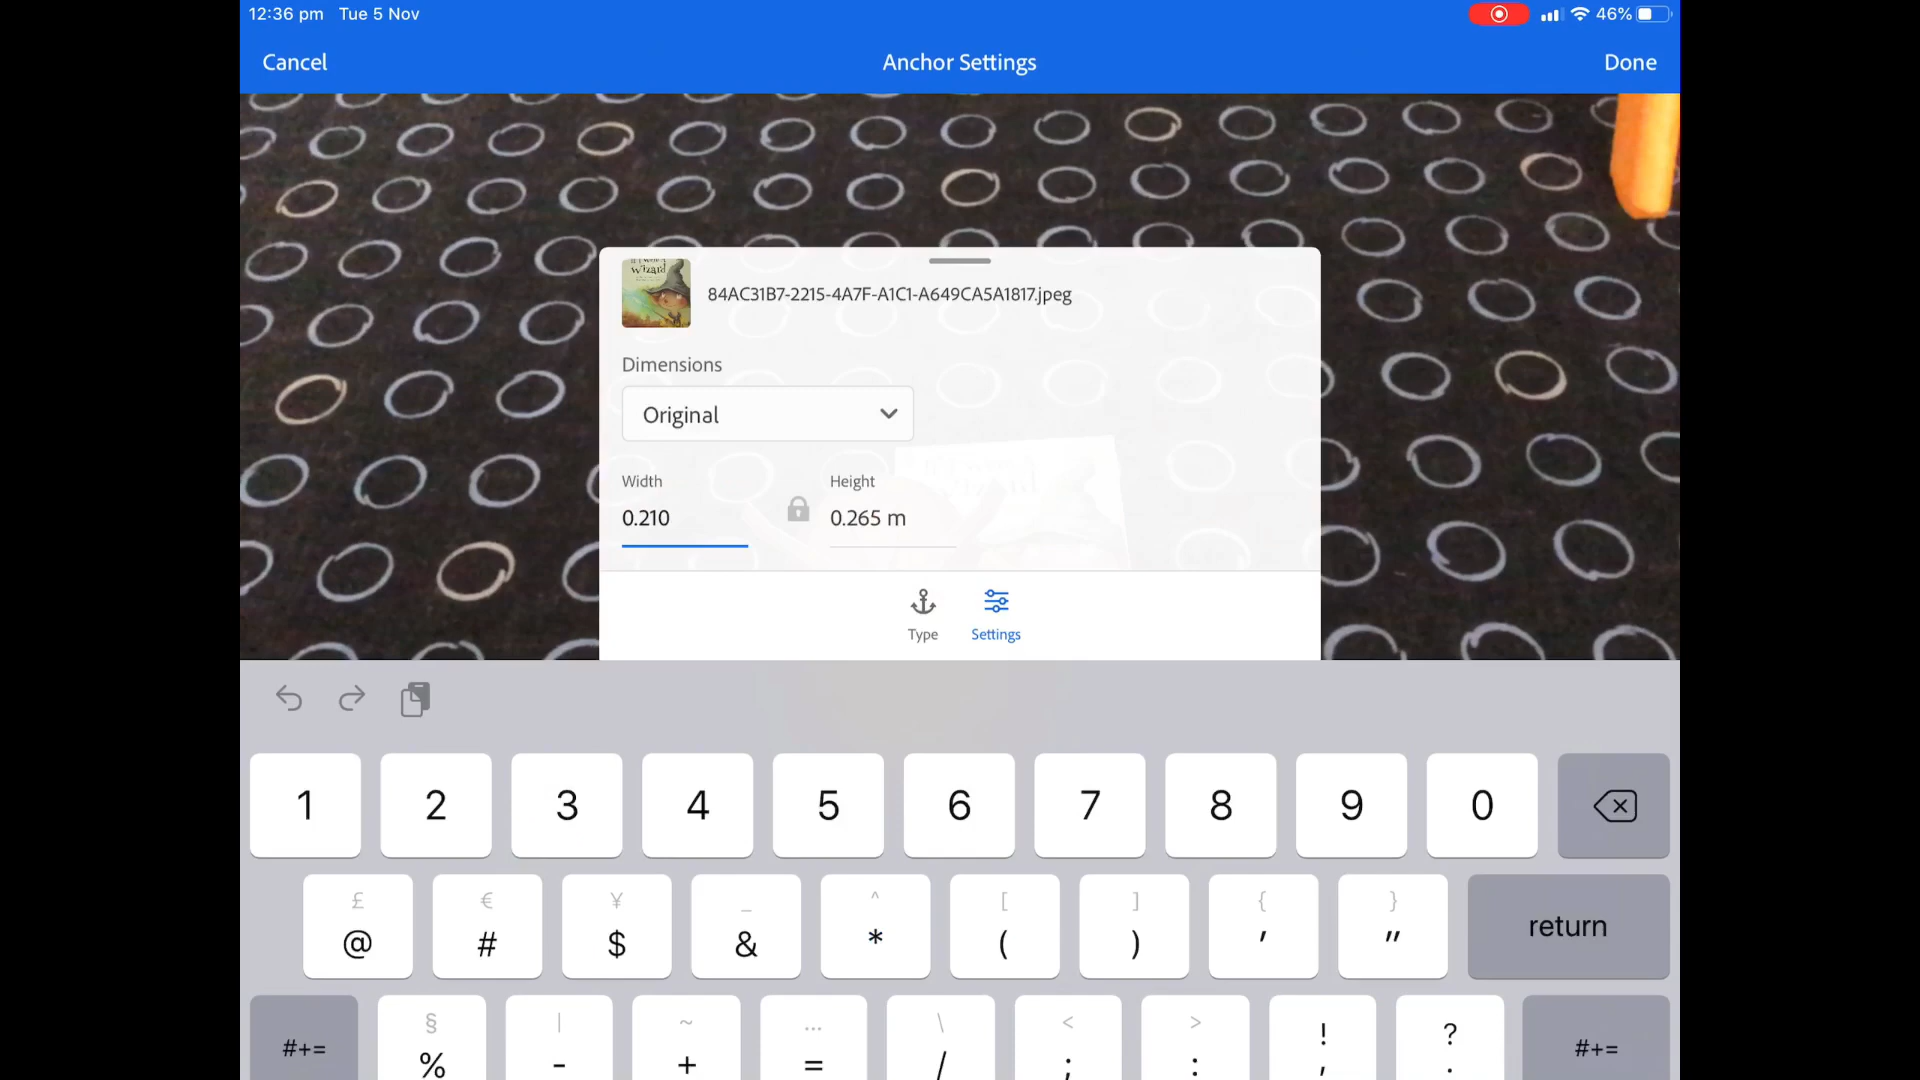 12:36 pm Tue 5 Nov 46%
Cancel Anchor Settings Done
wizard
84AC31B7-2215-4A7F-A1C1-A649CA5A1817.jpeg
Dimensions
Original
Width Height
0.210 0.265 m
Type Settings
1 2 3 4 5 6 7 8 9 0
£ € ¥ _ ^ [ ] { }
@ # $ & * ( ) ' " return
§ | ~ ... \ < > ! ?
#+= % - + = / ; : , . #+=